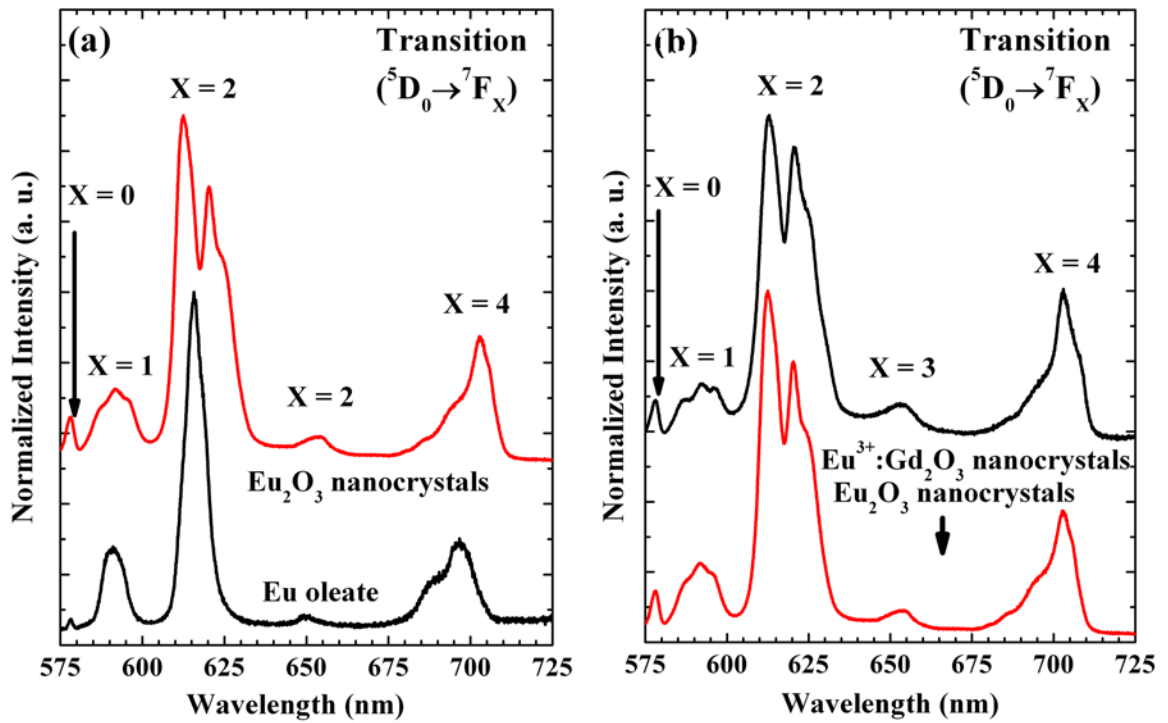 (a)
Transition
(⁵D₀→⁷F_X)
X = 2
X = 0
X = 1
X = 2
X = 4
Eu₂O₃ nanocrystals
Eu oleate
Normalized Intensity (a. u.)
575 600 625 650 675 700 725
Wavelength (nm)
(b)
Transition
(⁵D₀→⁷F_X)
X = 2
X = 0
X = 1
X = 3
X = 4
Eu³⁺:Gd₂O₃ nanocrystals
Eu₂O₃ nanocrystals
Normalized Intensity (a. u.)
575 600 625 650 675 700 725
Wavelength (nm)